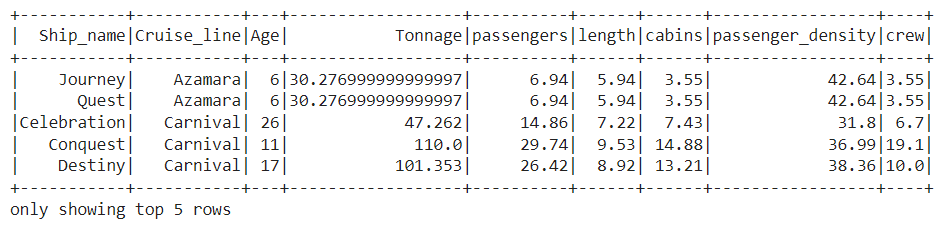 +-----------+-----------+---+------------------+----------+------+------+-----------------+----+
|  Ship_name|Cruise_line|Age|           Tonnage|passengers|length|cabins|passenger_density|crew|
+-----------+-----------+---+------------------+----------+------+------+-----------------+----+
|    Journey|    Azamara|  6|30.276999999999997|      6.94|  5.94|  3.55|            42.64|3.55|
|      Quest|    Azamara|  6|30.276999999999997|      6.94|  5.94|  3.55|            42.64|3.55|
|Celebration|   Carnival| 26|            47.262|     14.86|  7.22|  7.43|             31.8| 6.7|
|   Conquest|   Carnival| 11|             110.0|     29.74|  9.53| 14.88|            36.99|19.1|
|    Destiny|   Carnival| 17|           101.353|     26.42|  8.92| 13.21|            38.36|10.0|
+-----------+-----------+---+------------------+----------+------+------+-----------------+----+
only showing top 5 rows